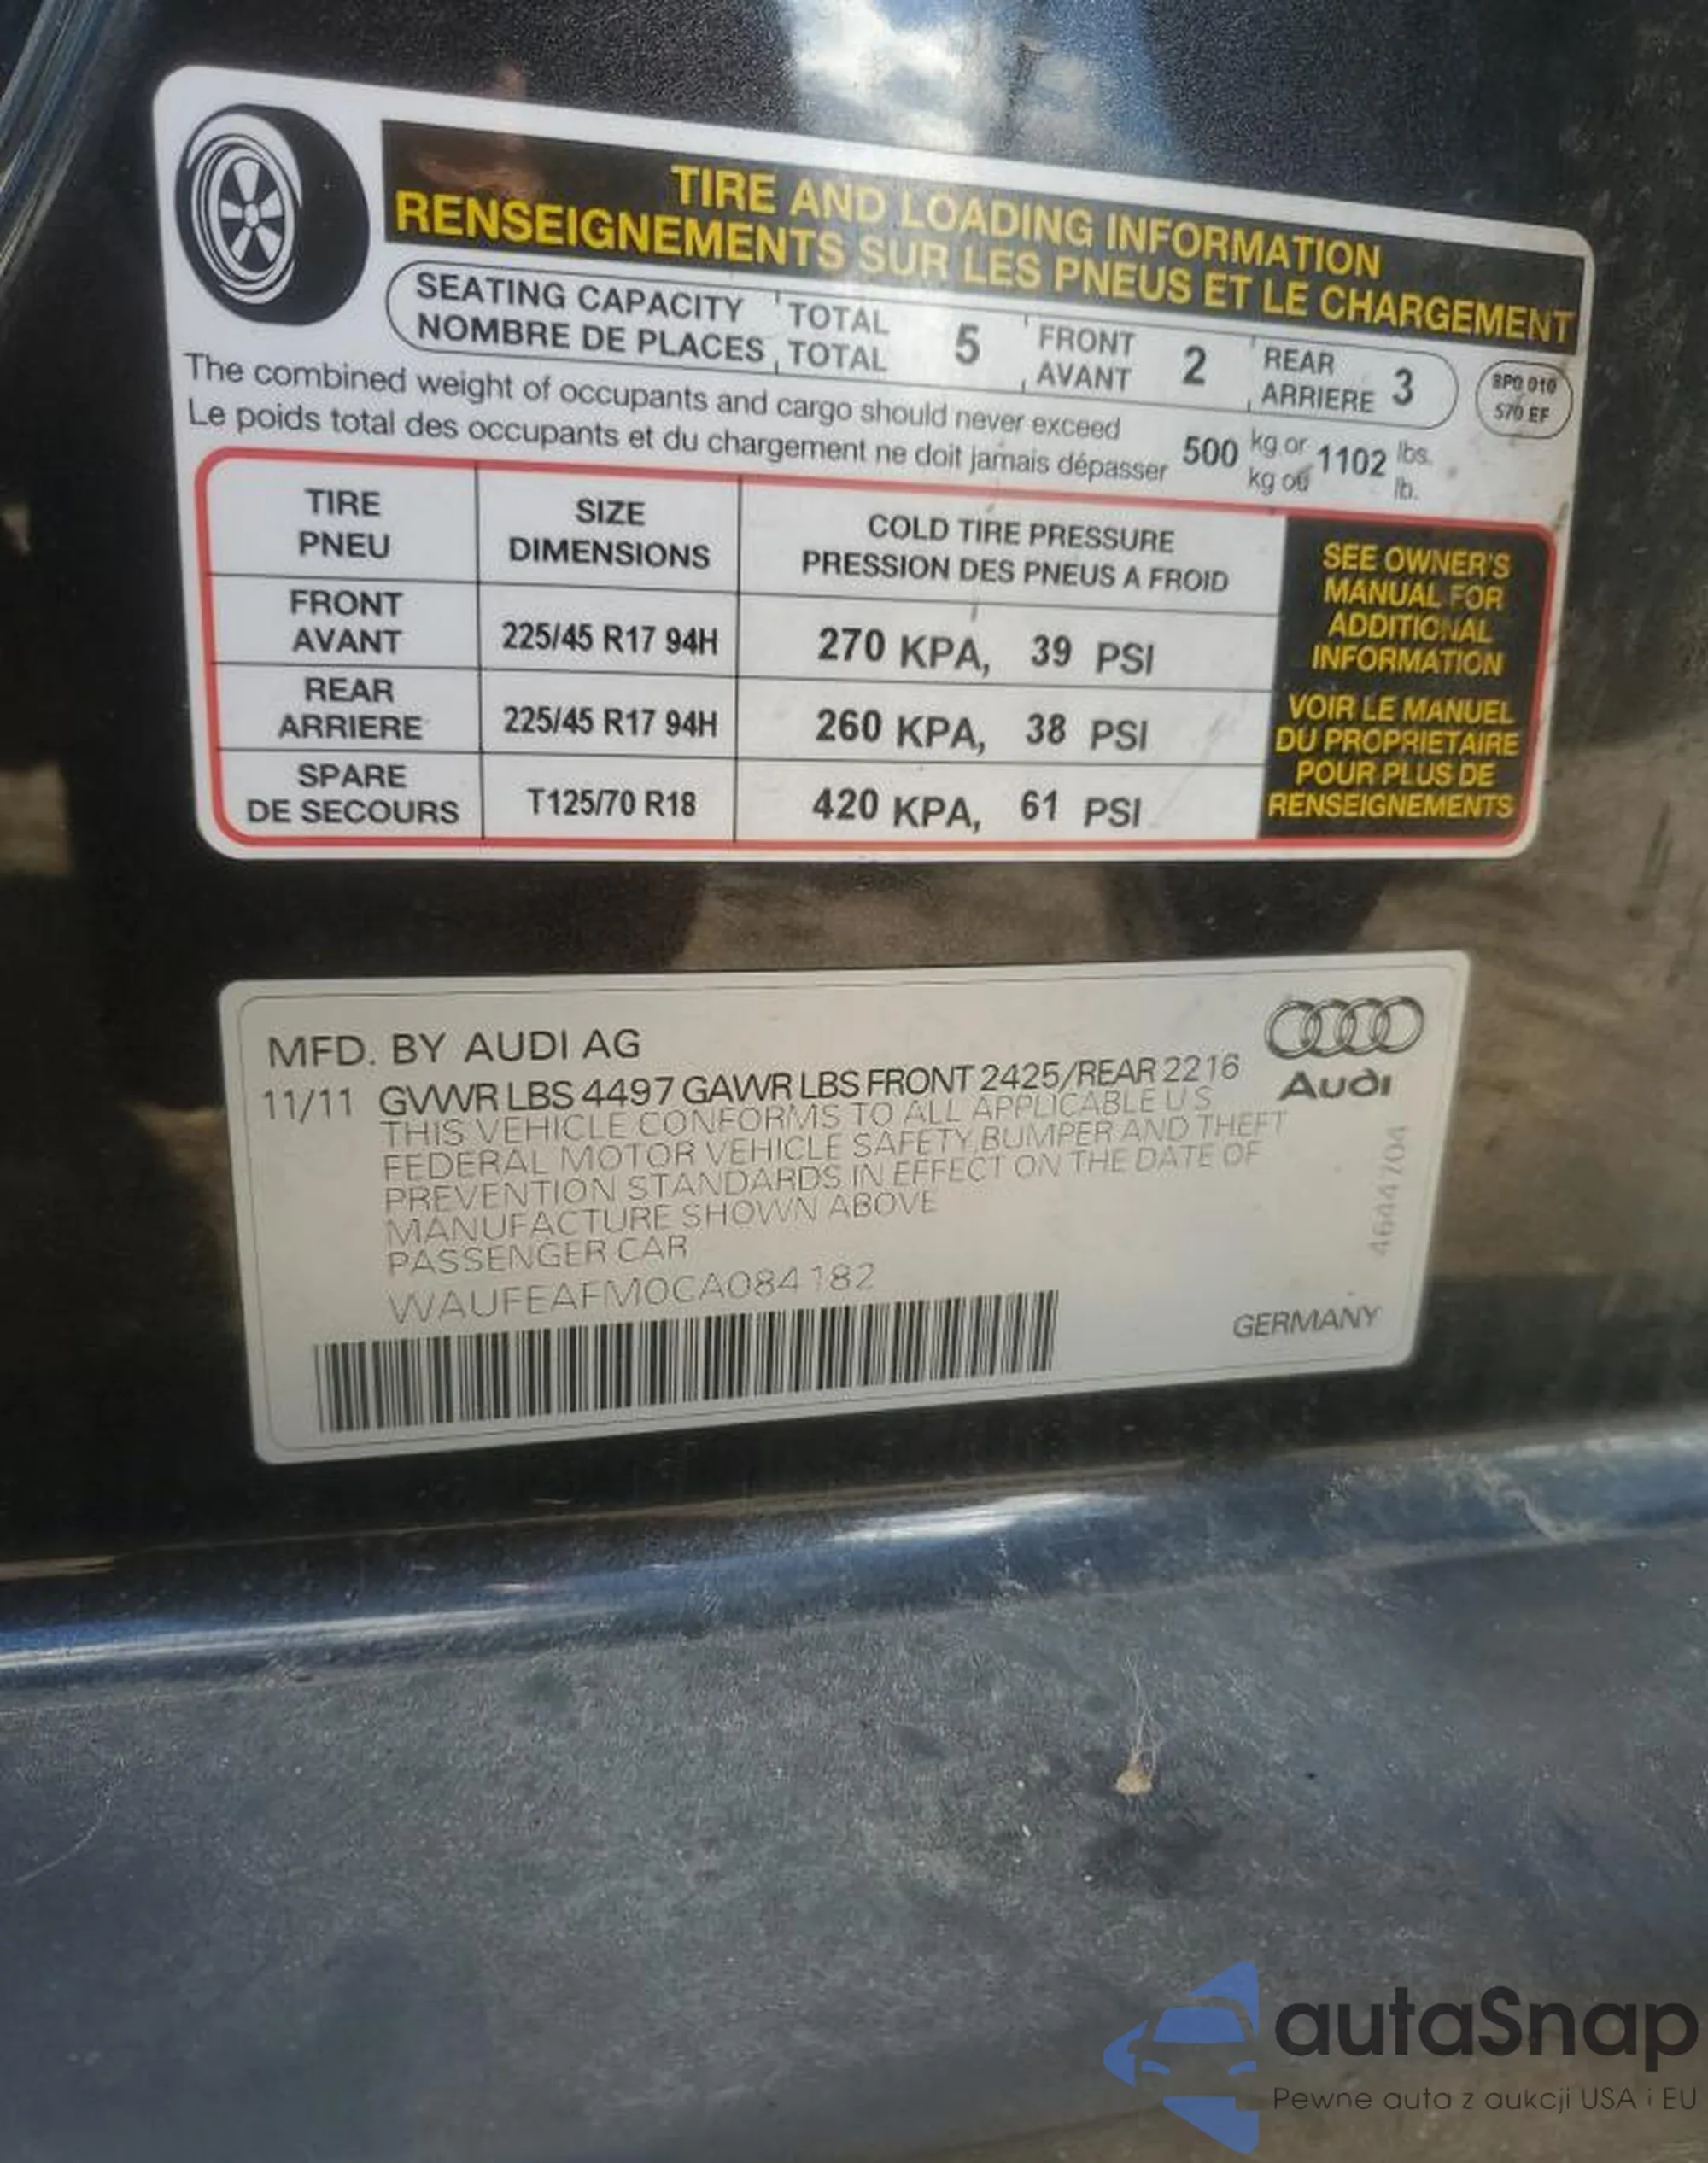 TIRE AND LOADING INFORMATION
RENSEIGNEMENTS SUR LES PNEUS ET LE CHARGEMENT
SEATING CAPACITY TOTAL 5 FRONT 2 REAR 3
NOMBRE DE PLACES TOTAL AVANT ARRIERE
8P0 010
570 EF
The combined weight of occupants and cargo should never exceed 500 kg or 1102 lbs.
Le poids total des occupants et du chargement ne doit jamais dépasser kg ou lb.
TIRE SIZE COLD TIRE PRESSURE
PNEU DIMENSIONS PRESSION DES PNEUS A FROID
FRONT
AVANT 225/45 R17 94H 270 KPA, 39 PSI
REAR
ARRIERE 225/45 R17 94H 260 KPA, 38 PSI
SPARE
DE SECOURS T125/70 R18 420 KPA, 61 PSI
SEE OWNER'S
MANUAL FOR
ADDITIONAL
INFORMATION
VOIR LE MANUEL
DU PROPRIETAIRE
POUR PLUS DE
RENSEIGNEMENTS
MFD. BY AUDI AG
11/11 GVWR LBS 4497 GAWR LBS FRONT 2425/REAR 2216
THIS VEHICLE CONFORMS TO ALL APPLICABLE U S
FEDERAL MOTOR VEHICLE SAFETY,BUMPER AND THEFT
PREVENTION STANDARDS IN EFFECT ON THE DATE OF
MANUFACTURE SHOWN ABOVE
PASSENGER CAR
WAUFEAFM0CA084182
Audi
4644704
GERMANY
autaSnap
Pewne auta z aukcji USA i EU